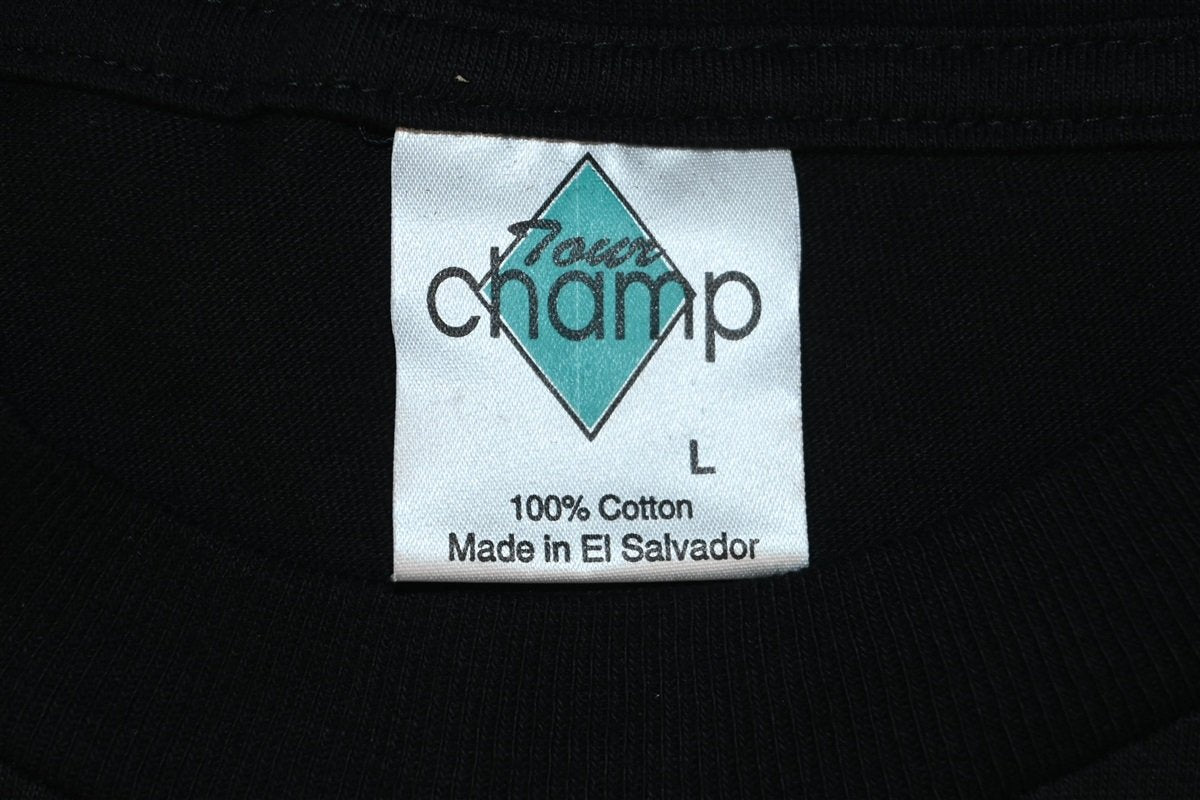 Tour
champ
L
100% Cotton
Made in El Salvador